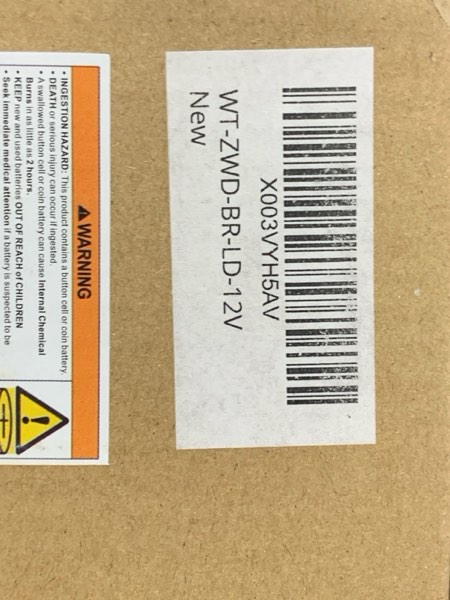 X003VYH5AV
WT-ZWD-BR-LD-12V
New
WARNING
• INGESTION HAZARD: This product contains a button cell or coin battery.
• DEATH or serious injury can occur if ingested.
• A swallowed button cell or coin battery can cause Internal Chemical
Burns in as little as 2 hours.
• KEEP new and used batteries OUT OF REACH of CHILDREN
• Seek immediate medical attention if a battery is suspected to be